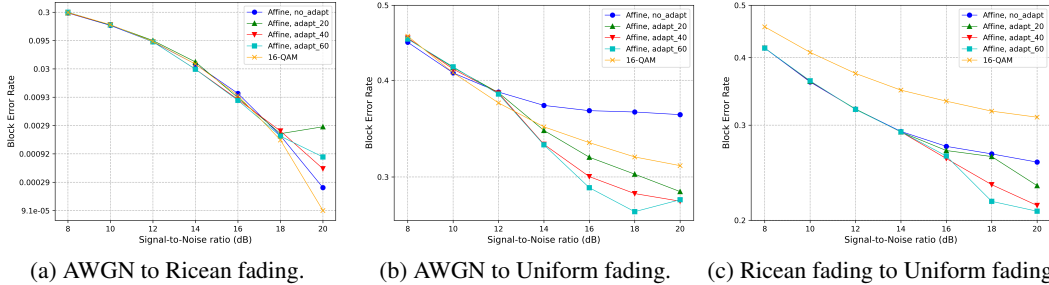 0.3
0.095
0.03
0.0093
0.0029
0.00092
0.00029
9.1e-05
Block Error Rate
8
10
12
14
16
18
20
Signal-to-Noise ratio (dB)
Affine, no_adapt
Affine, adapt_20
Affine, adapt_40
Affine, adapt_60
16-QAM
(a) AWGN to Ricean fading.
0.5
0.4
0.3
Block Error Rate
8
10
12
14
16
18
20
Signal-to-Noise ratio (dB)
Affine, no_adapt
Affine, adapt_20
Affine, adapt_40
Affine, adapt_60
16-QAM
(b) AWGN to Uniform fading.
0.5
0.4
0.3
0.2
Block Error Rate
8
10
12
14
16
18
20
Signal-to-Noise ratio (dB)
Affine, no_adapt
Affine, adapt_20
Affine, adapt_40
Affine, adapt_60
16-QAM
(c) Ricean fading to Uniform fading